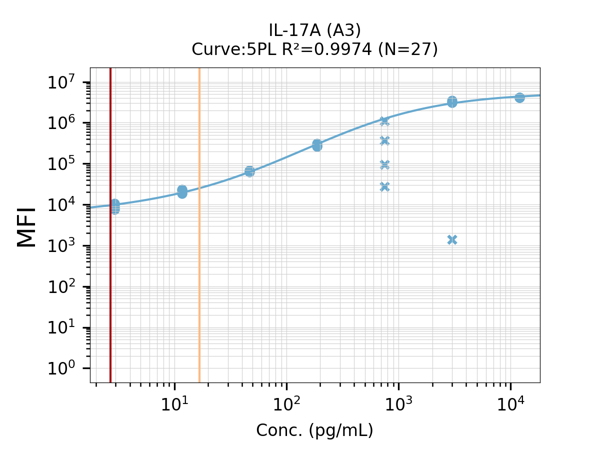 IL-17A (A3)
Curve:5PL R²=0.9974 (N=27)
MFI
10⁷
10⁶
10⁵
10⁴
10³
10²
10¹
10⁰
10¹ 10² 10³ 10⁴
Conc. (pg/mL)